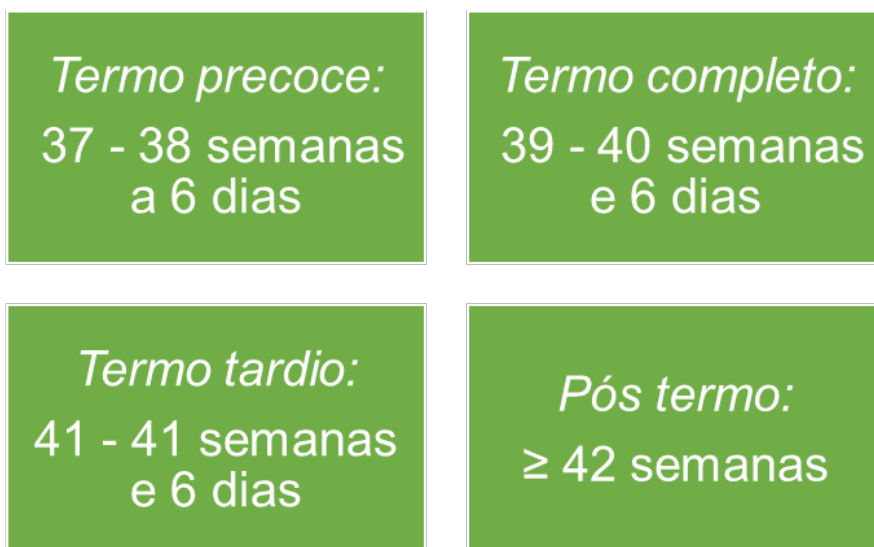 Termo precoce:
37 - 38 semanas
a 6 dias
Termo completo:
39 - 40 semanas
e 6 dias
Termo tardio:
41 - 41 semanas
e 6 dias
Pós termo:
≥ 42 semanas